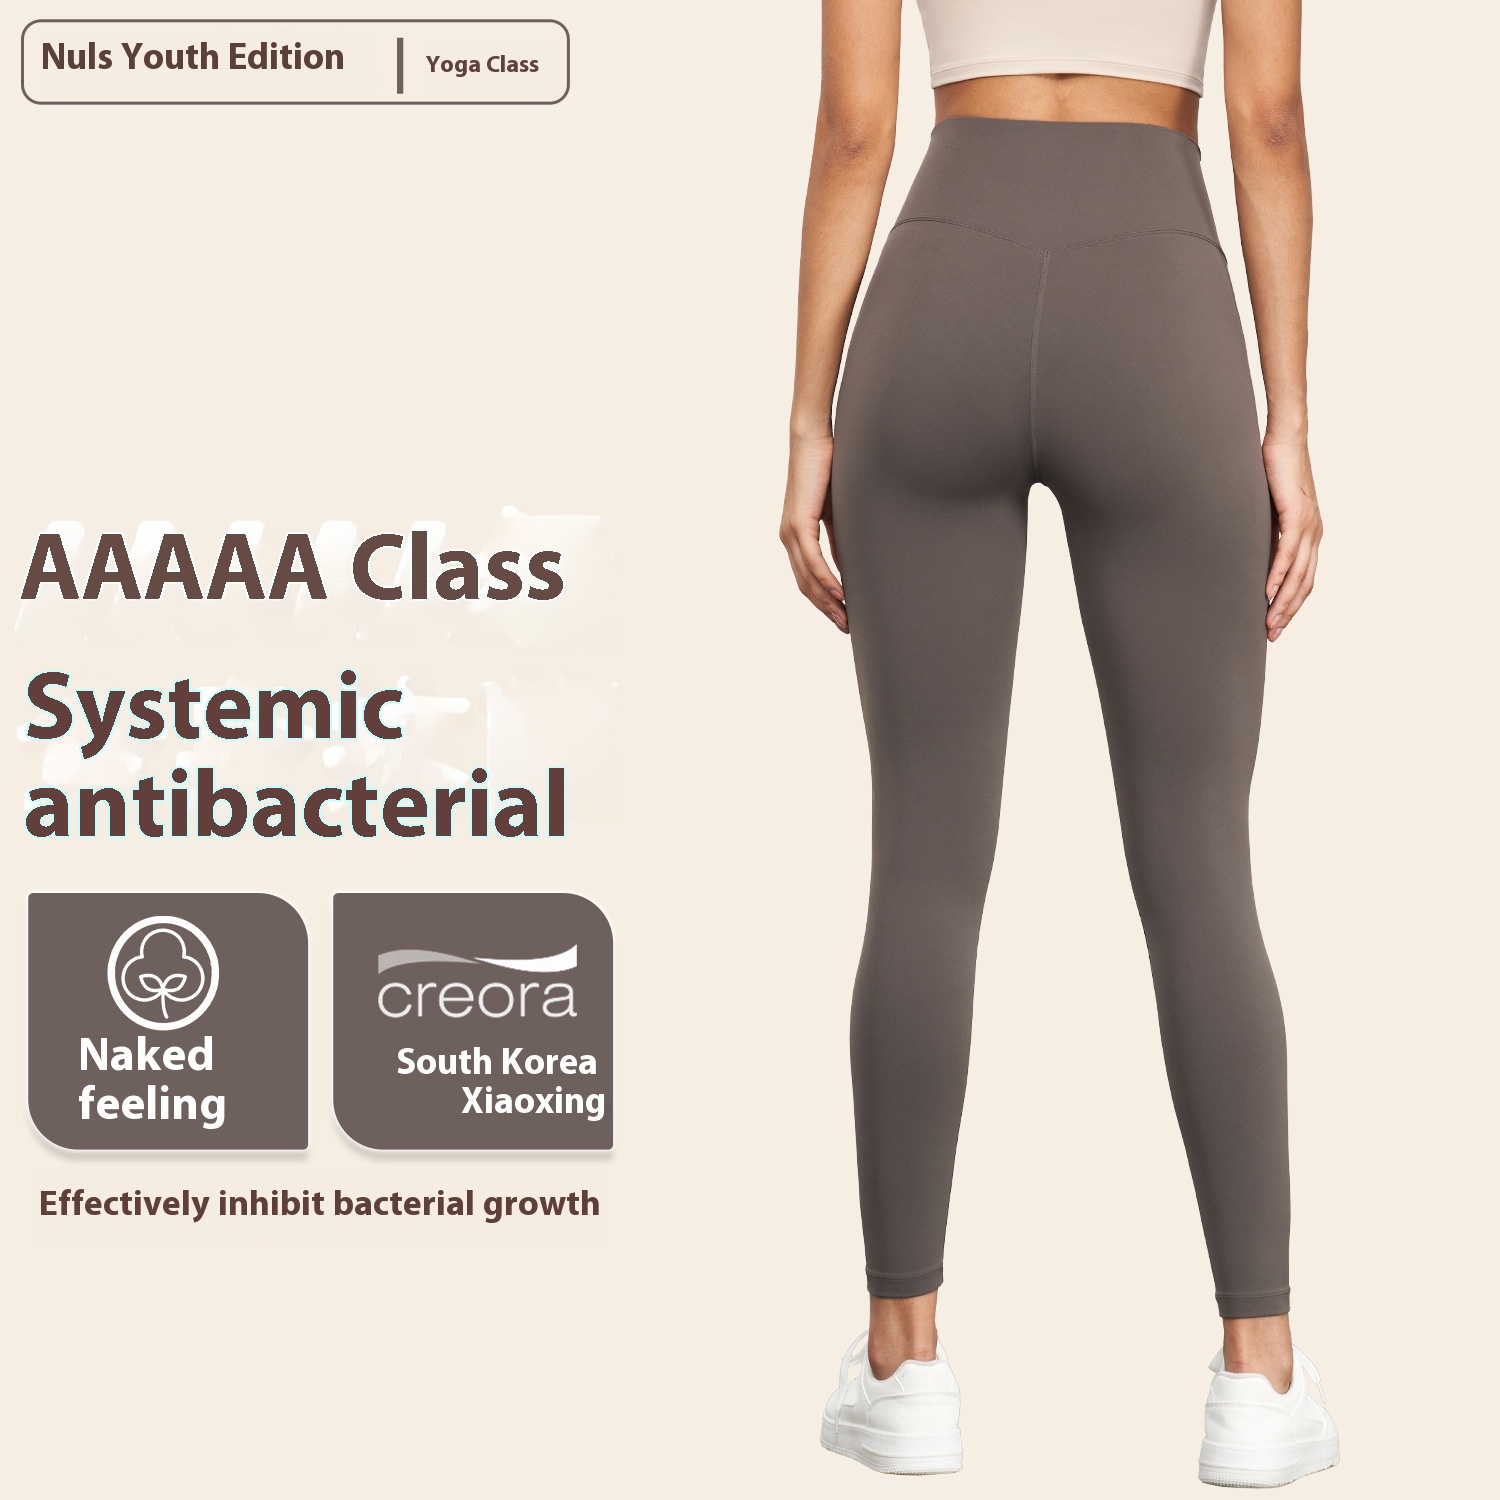 Nuls Youth Edition
Yoga Class
AAAAA Class
Systemic
antibacterial
Naked
feeling
creora
South Korea
Xiaoxing
Effectively inhibit bacterial growth